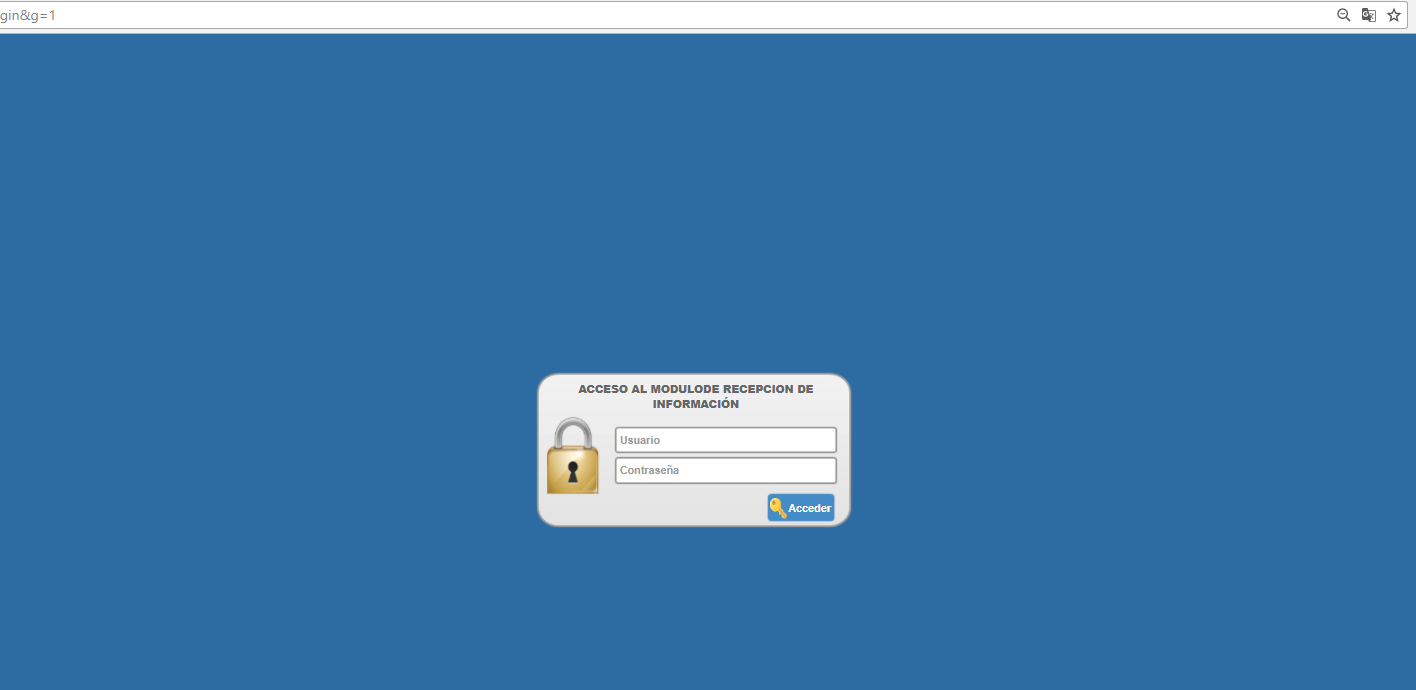 gin&g=1
ACCESO AL MODULODE RECEPCION DE
INFORMACIÓN
Usuario
Contraseña
Acceder